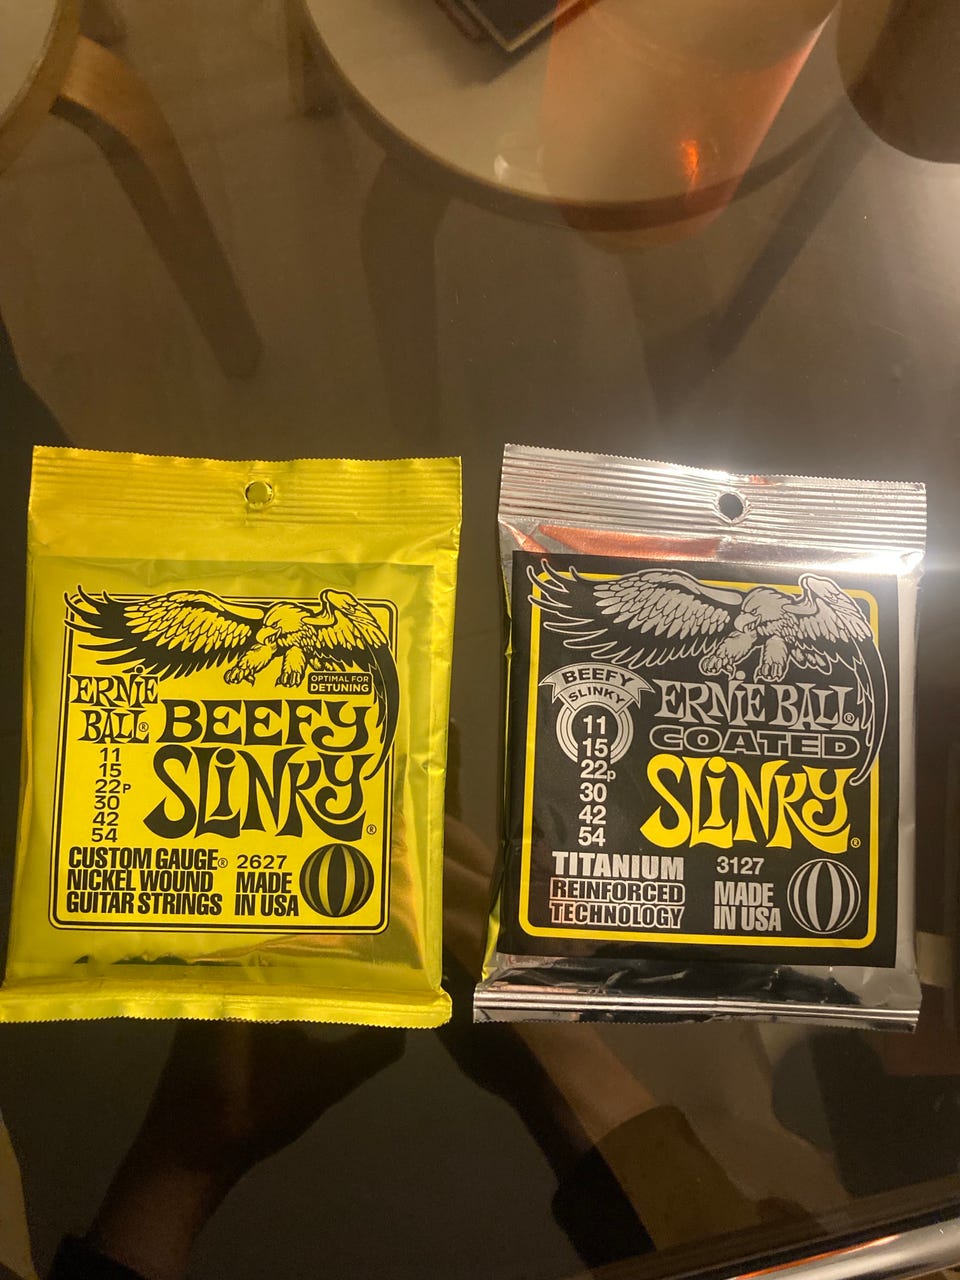 OPTIMAL FOR
DETUNING
ERNIE
BALL®
BEEFY
SLINKY®
11
15
22P
30
42
54
CUSTOM GAUGE®
NICKEL WOUND
GUITAR STRINGS
2627
MADE
IN USA
BEEFY
SLINKY
ERNIE BALL®
COATED
SLINKY®
11
15
22P
30
42
54
TITANIUM
REINFORCED
TECHNOLOGY
3127
MADE
IN USA